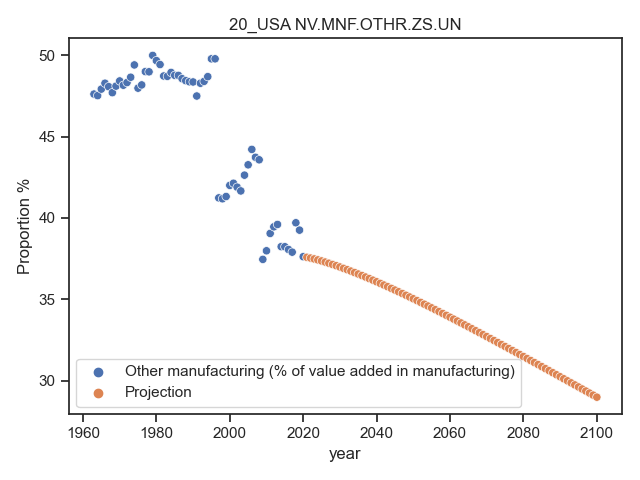 20_USA NV.MNF.OTHR.ZS.UN
50
45
40
35
30
Proportion %
Other manufacturing (% of value added in manufacturing)
Projection
1960
1980
2000
2020
2040
2060
2080
2100
year